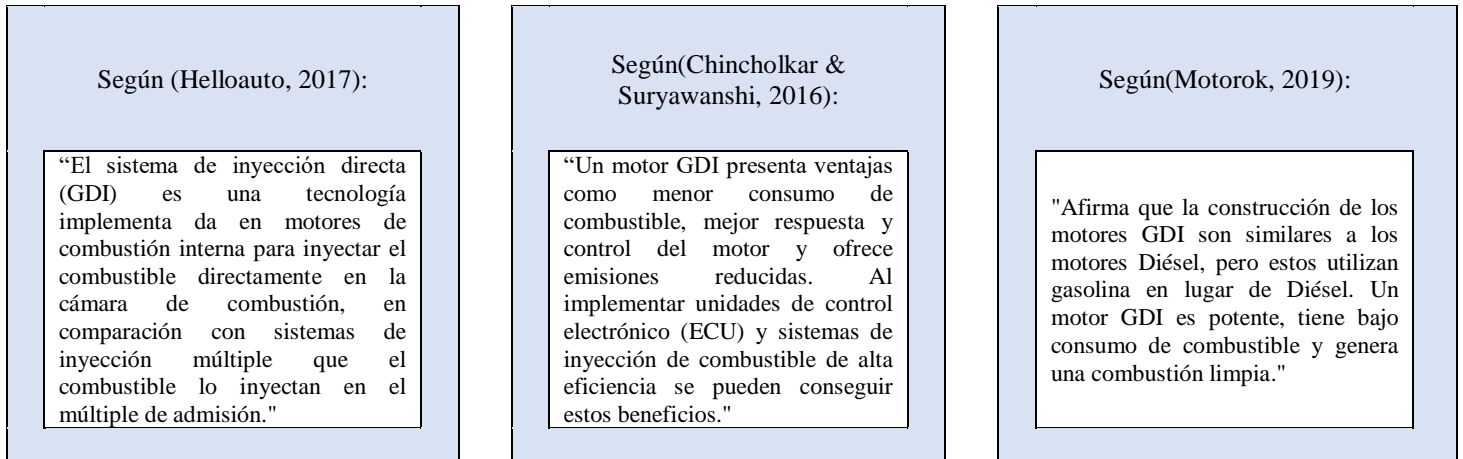 Según (Helloauto, 2017):
“El sistema de inyección directa
(GDI) es una tecnología
implementa da en motores de
combustión interna para inyectar el
combustible directamente en la
cámara de combustión, en
comparación con sistemas de
inyección múltiple que el
combustible lo inyectan en el
múltiple de admisión."
Según(Chincholkar &
Suryawanshi, 2016):
“Un motor GDI presenta ventajas
como menor consumo de
combustible, mejor respuesta y
control del motor y ofrece
emisiones reducidas. Al
implementar unidades de control
electrónico (ECU) y sistemas de
inyección de combustible de alta
eficiencia se pueden conseguir
estos beneficios."
Según(Motorok, 2019):
"Afirma que la construcción de los
motores GDI son similares a los
motores Diésel, pero estos utilizan
gasolina en lugar de Diésel. Un
motor GDI es potente, tiene bajo
consumo de combustible y genera
una combustión limpia."